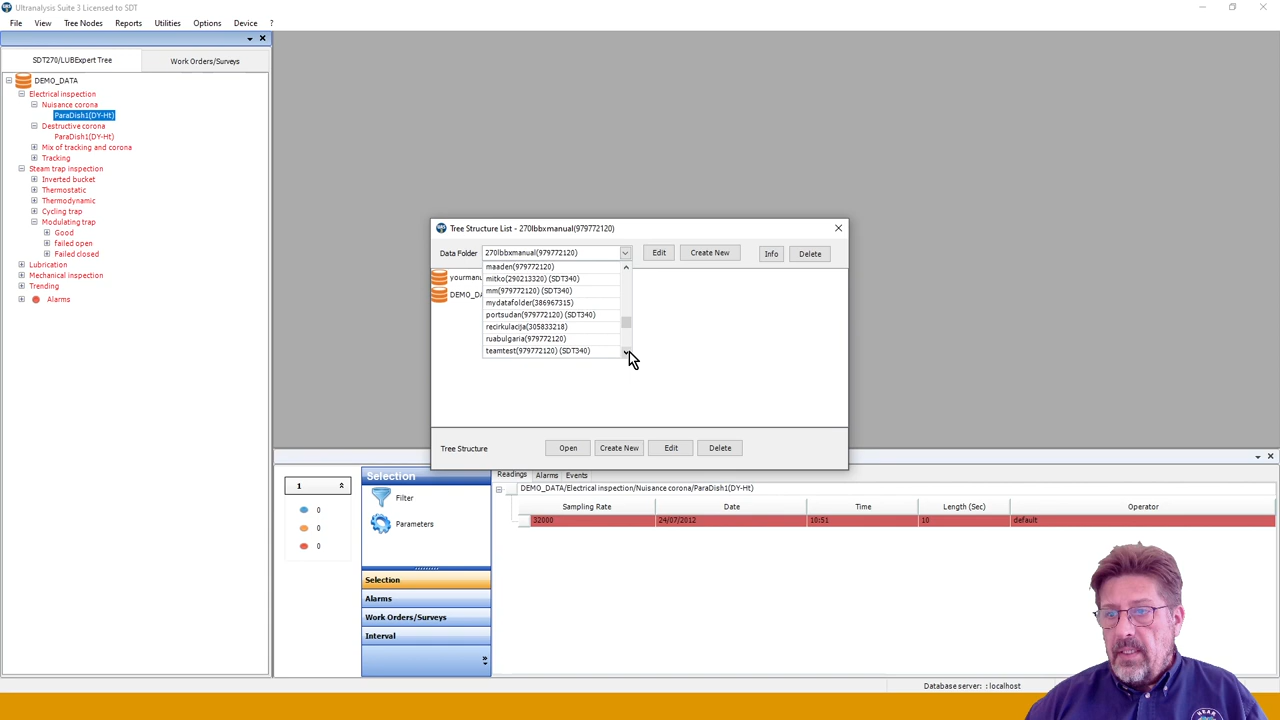 Ultranalysis Suite 3 Licensed to SDT
File View Tree Nodes Reports Utilities Options Device ?
SDT270/LUBExpert Tree
Work Orders/Surveys
DEMO_DATA
Electrical inspection
Nuisance corona
ParaDish1(DY-Ht)
Destructive corona
ParaDish1(DY-Ht)
Mix of tracking and corona
Tracking
Steam trap inspection
Inverted bucket
Thermostatic
Thermodynamic
Cycling trap
Modulating trap
Good
failed open
Failed closed
Lubrication
Mechanical inspection
Trending
Alarms
Tree Structure List - 270lbbxmanual(979772120)
Data Folder 270lbbxmanual(979772120) Edit Create New Info Delete
yourmanu
DEMO_DA
maaden(979772120)
mitko(290213320) (SDT340)
mm(979772120) (SDT340)
mydatafolder(386967315)
portsudan(979772120) (SDT340)
recirkulacija(305833218)
ruabulgaria(979772120)
teamtest(979772120) (SDT340)
Tree Structure Open Create New Edit Delete
1
0
0
0
Selection
Filter
Parameters
Selection
Alarms
Work Orders/Surveys
Interval
Readings Alarms Events
DEMO_DATA/Electrical inspection/Nuisance corona/ParaDish1(DY-Ht)
Sampling Rate Date Time Length (Sec) Operator
32000 24/07/2012 10:51 10 default
Database server: : localhost